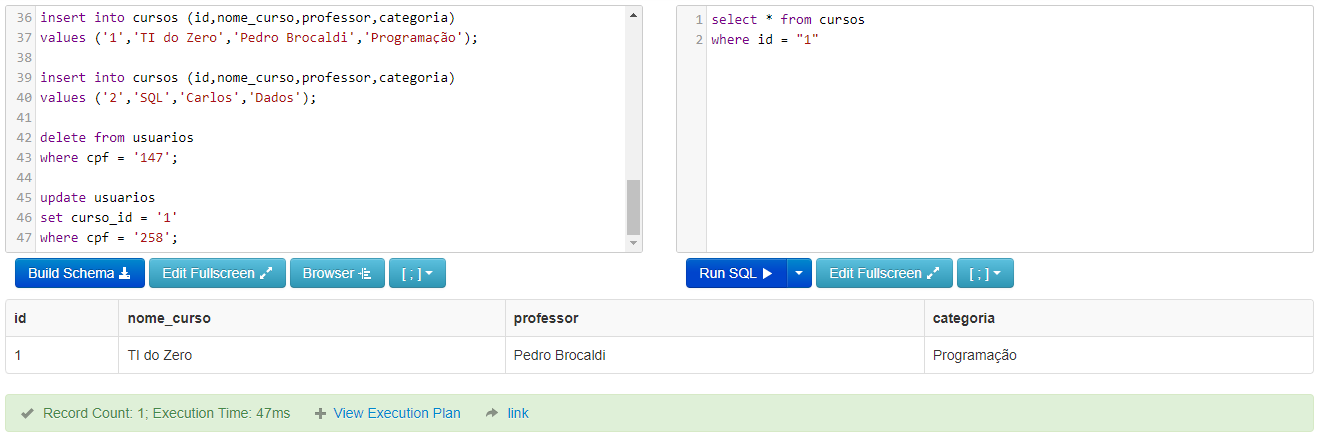 36 insert into cursos (id,nome_curso,professor,categoria)
37 values ('1','TI do Zero','Pedro Brocaldi','Programação');
38
39 insert into cursos (id,nome_curso,professor,categoria)
40 values ('2','SQL','Carlos','Dados');
41
42 delete from usuarios
43 where cpf = '147';
44
45 update usuarios
46 set curso_id = '1'
47 where cpf = '258';
1 select * from cursos
2 where id = "1"
Build Schema Edit Fullscreen Browser [ ; ]
Run SQL Edit Fullscreen [ ; ]
id nome_curso professor categoria
1 TI do Zero Pedro Brocaldi Programação
Record Count: 1; Execution Time: 47ms View Execution Plan link